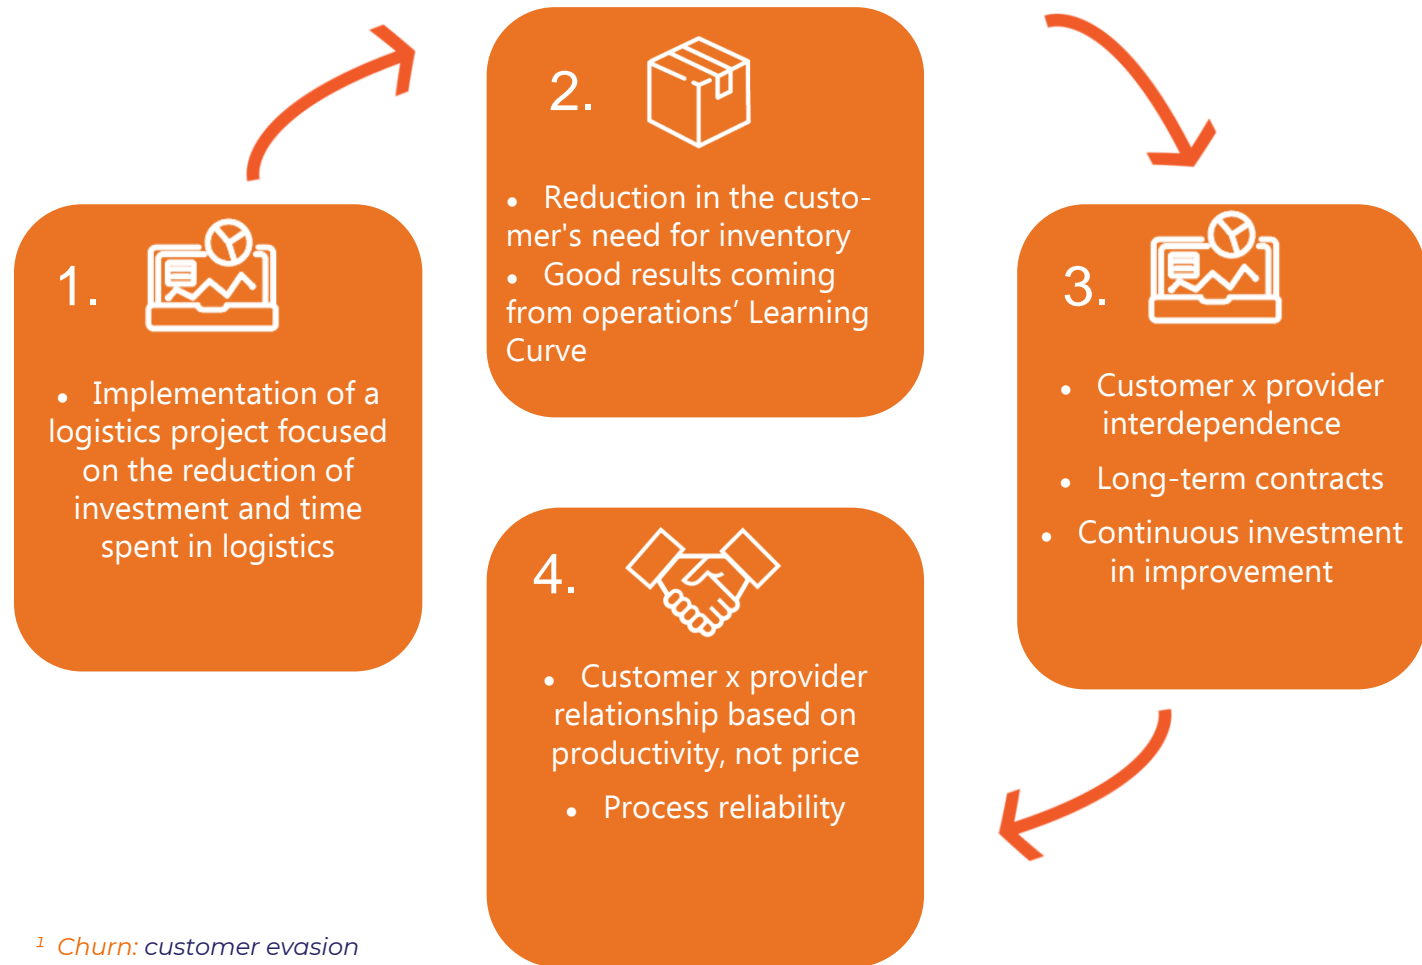 1.
● Implementation of a
logistics project focused
on the reduction of
investment and time
spent in logistics
2.
● Reduction in the custo-
mer's need for inventory
● Good results coming
from operations’ Learning
Curve
3.
● Customer x provider
interdependence
● Long-term contracts
● Continuous investment
in improvement
4.
● Customer x provider
relationship based on
productivity, not price
● Process reliability
¹ Churn: customer evasion